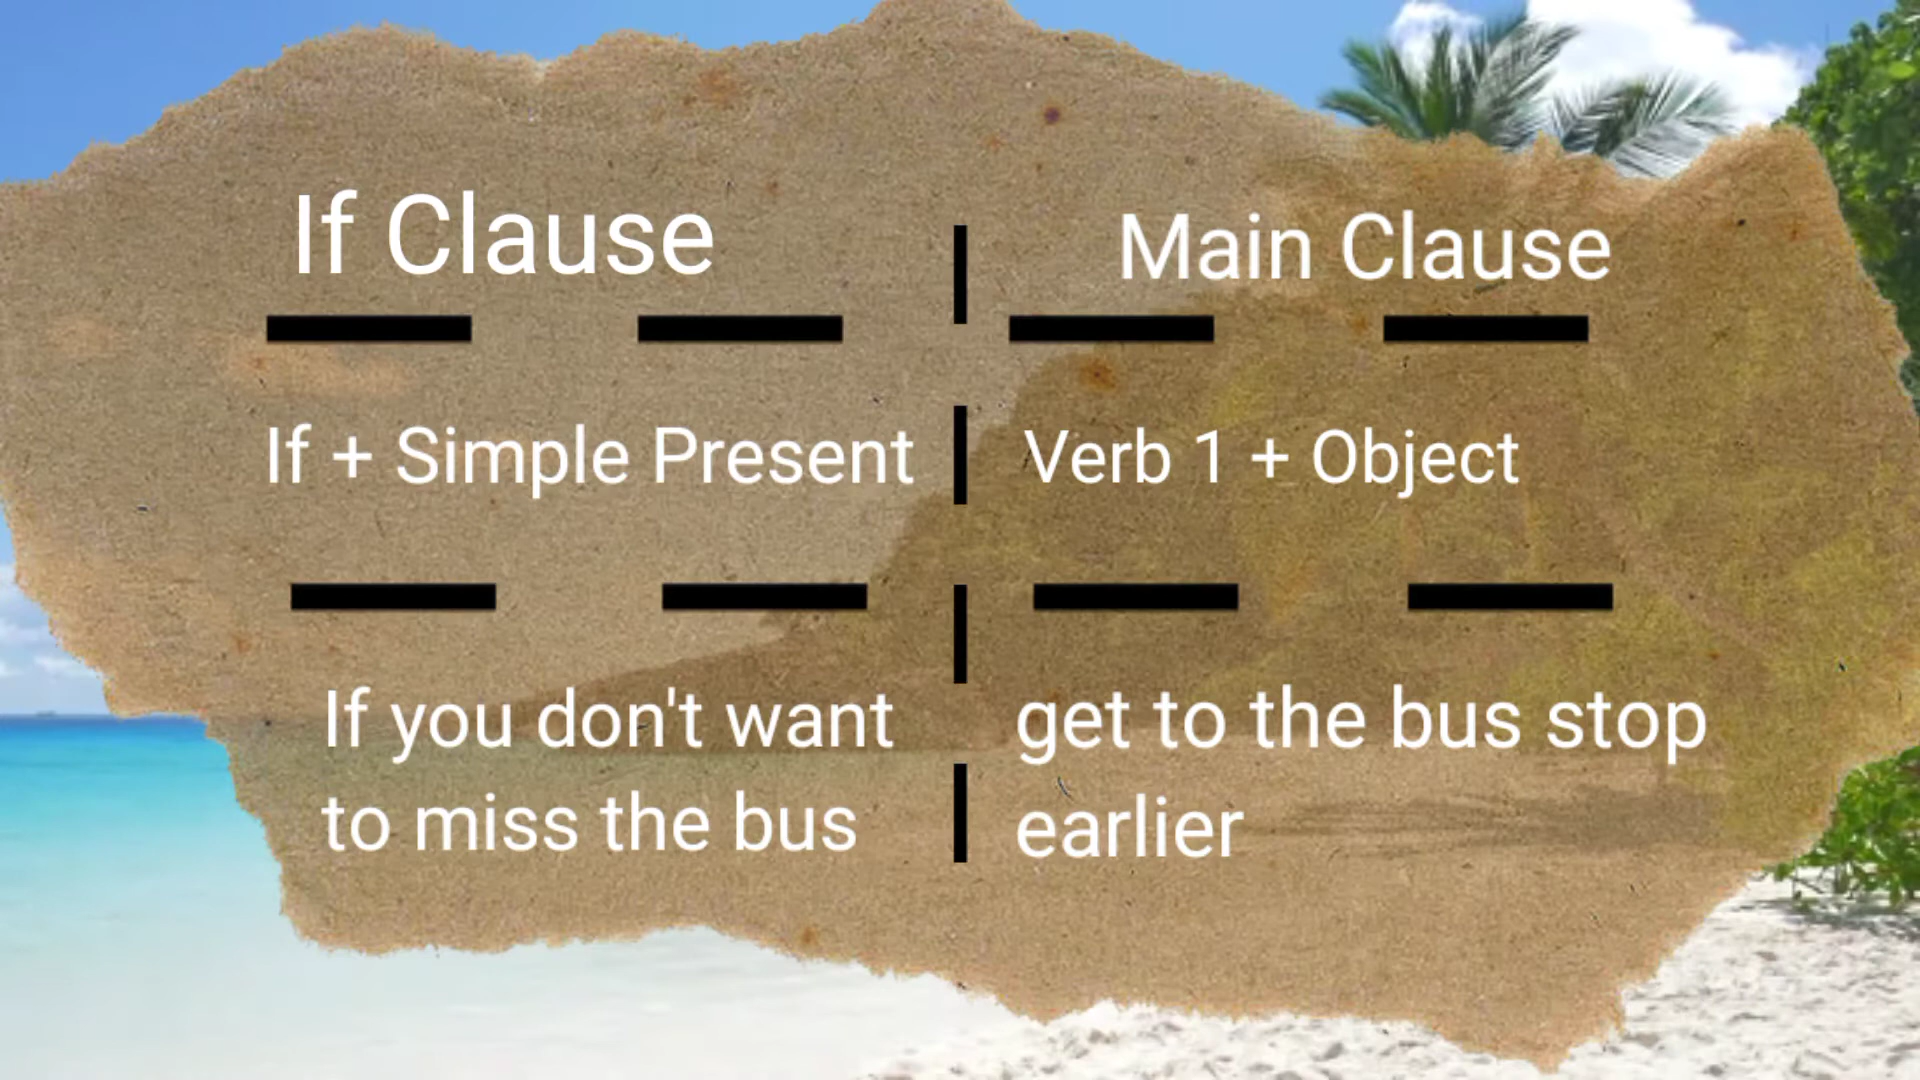 If Clause
Main Clause
If + Simple Present
Verb 1 + Object
If you don't want
to miss the bus
get to the bus stop
earlier